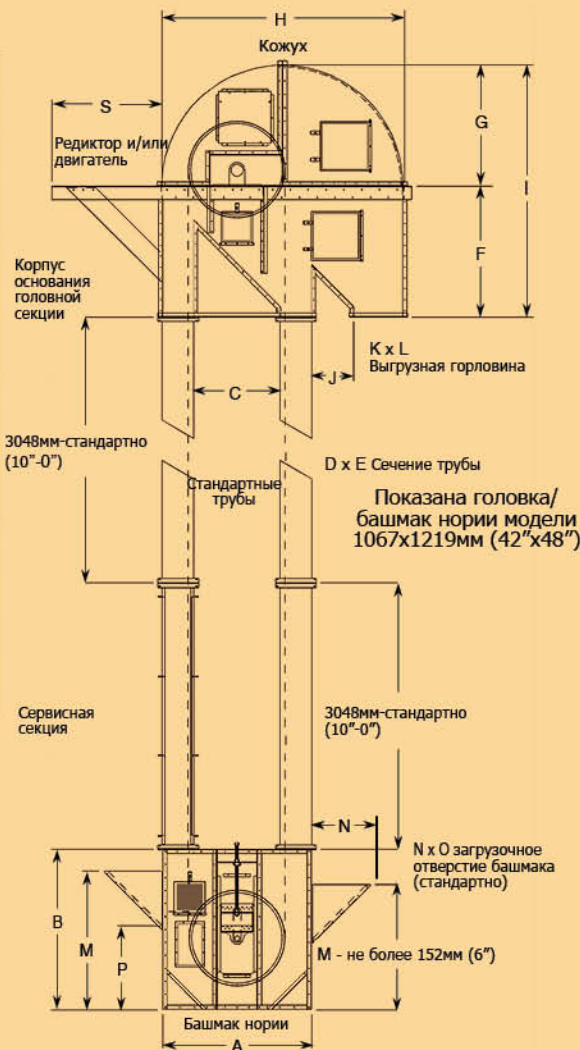 H
Кожух
S
G
Редиктор и/или
двигатель
I
F
Корпус
основания
головной
секции
K x L
Выгрузная горловина
J
C
3048мм-стандартно
(10"-0")
D x E Сечение трубы
Стандартные
трубы
Показана головка/
башмак нории модели
1067x1219мм (42"x48")
Сервисная
секция
3048мм-стандартно
(10"-0")
N
N x O загрузочное
отверстие башмака
(стандартно)
B
M
P
M - не более 152мм (6")
Башмак нории
A